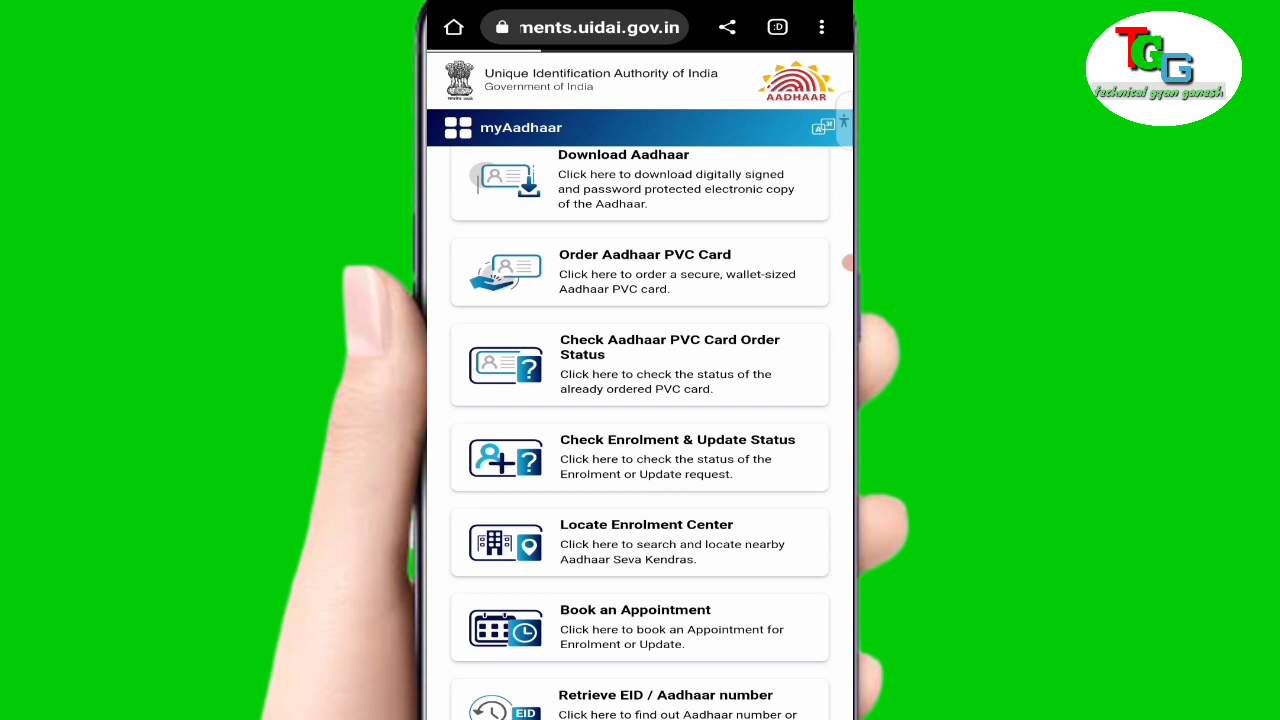 ments.uidai.gov.in
:D
TGG
technical gyan ganesh
Unique Identification Authority of India
Government of India
AADHAAR
myAadhaar
Download Aadhaar
Click here to download digitally signed
and password protected electronic copy
of the Aadhaar.
Order Aadhaar PVC Card
Click here to order a secure, wallet-sized
Aadhaar PVC card.
Check Aadhaar PVC Card Order
Status
Click here to check the status of the
already ordered PVC card.
Check Enrolment & Update Status
Click here to check the status of the
Enrolment or Update request.
Locate Enrolment Center
Click here to search and locate nearby
Aadhaar Seva Kendras.
Book an Appointment
Click here to book an Appointment for
Enrolment or Update.
Retrieve EID / Aadhaar number
EID
Click here to find out Aadhaar number or